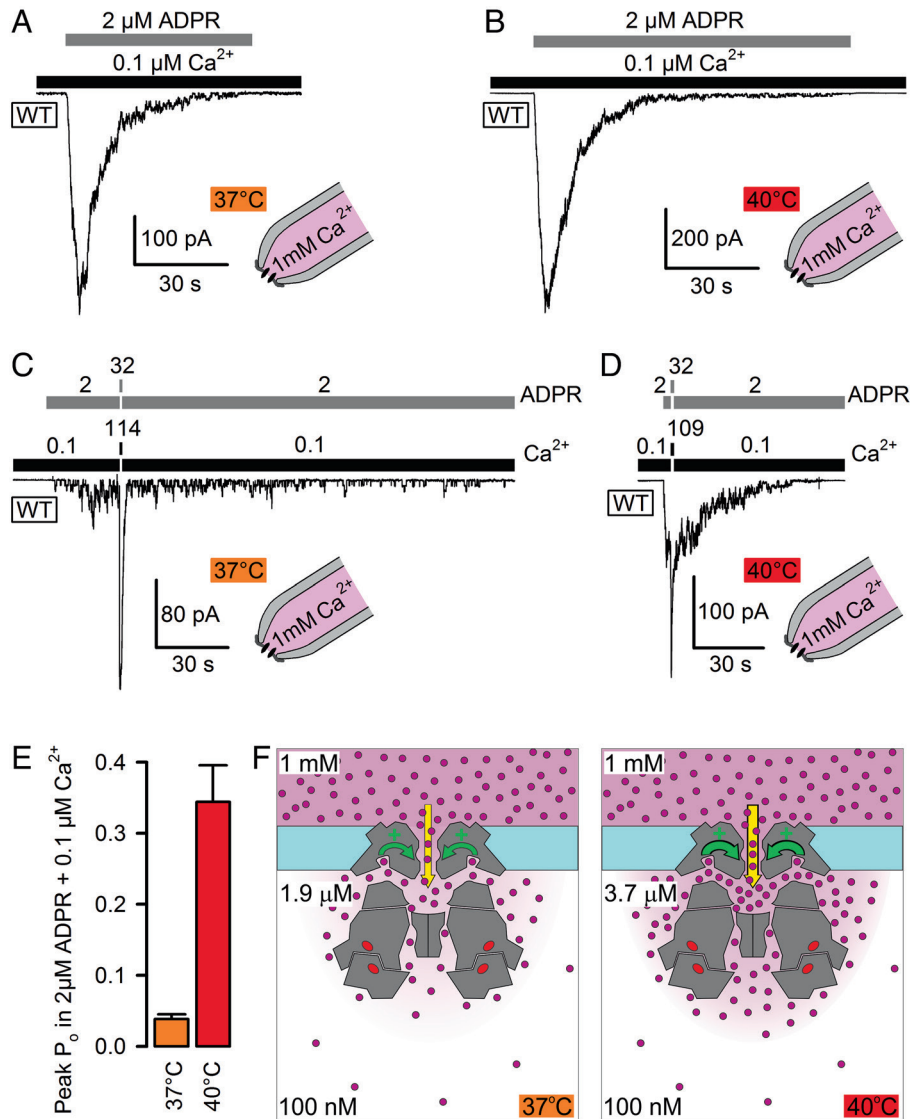 A
2 µM ADPR
0.1 µM Ca²⁺
WT
37°C
100 pA
30 s
1mM Ca²⁺
B
2 µM ADPR
0.1 µM Ca²⁺
WT
40°C
200 pA
30 s
1mM Ca²⁺
C
32
2 2 ADPR
114
0.1 0.1 Ca²⁺
WT
37°C
80 pA
30 s
1mM Ca²⁺
D
32
2 2 ADPR
109
0.1 0.1 Ca²⁺
WT
40°C
100 pA
30 s
1mM Ca²⁺
E
Peak Pₒ in 2µM ADPR + 0.1 µM Ca²⁺
0.4
0.3
0.2
0.1
0.0
37°C
40°C
F
1 mM
+ +
1.9 µM
100 nM
37°C
1 mM
+ +
3.7 µM
100 nM
40°C